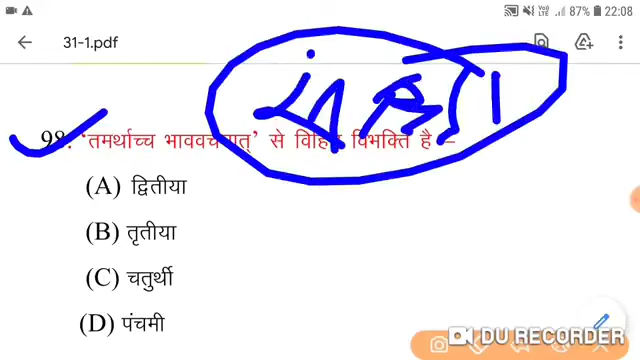 87% 22:08
31-1.pdf
98. 'तमर्थाच्च भाववचनात्' से विहित विभक्ति है –
(A) द्वितीया
(B) तृतीया
(C) चतुर्थी
(D) पंचमी
DU RECORDER